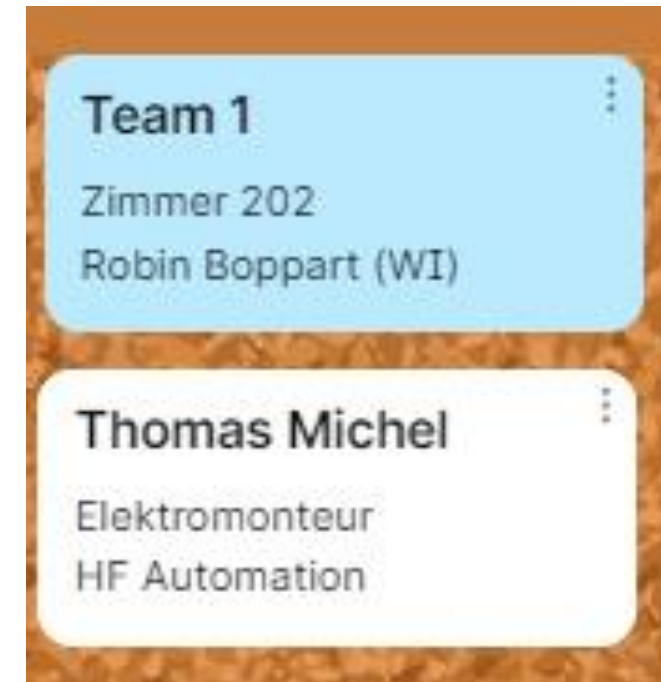 Team 1
Zimmer 202
Robin Boppart (WI)
Thomas Michel
Elektromonteur
HF Automation